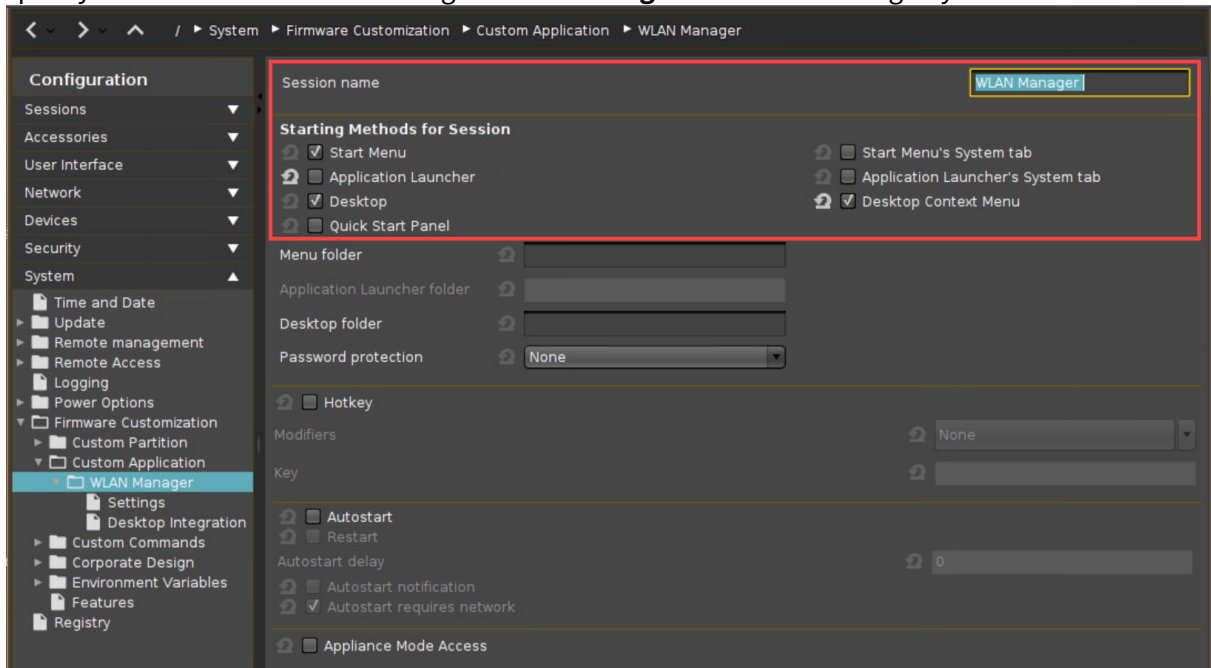 / System Firmware Customization Custom Application WLAN Manager
Configuration
Sessions
Accessories
User Interface
Network
Devices
Security
System
Time and Date
Update
Remote management
Remote Access
Logging
Power Options
Firmware Customization
Custom Partition
Custom Application
WLAN Manager
Settings
Desktop Integration
Custom Commands
Corporate Design
Environment Variables
Features
Registry
Session name WLAN Manager
Starting Methods for Session
Start Menu Start Menu's System tab
Application Launcher Application Launcher's System tab
Desktop Desktop Context Menu
Quick Start Panel
Menu folder
Application Launcher folder
Desktop folder
Password protection None
Hotkey
Modifiers None
Key
Autostart
Restart
Autostart delay 0
Autostart notification
Autostart requires network
Appliance Mode Access